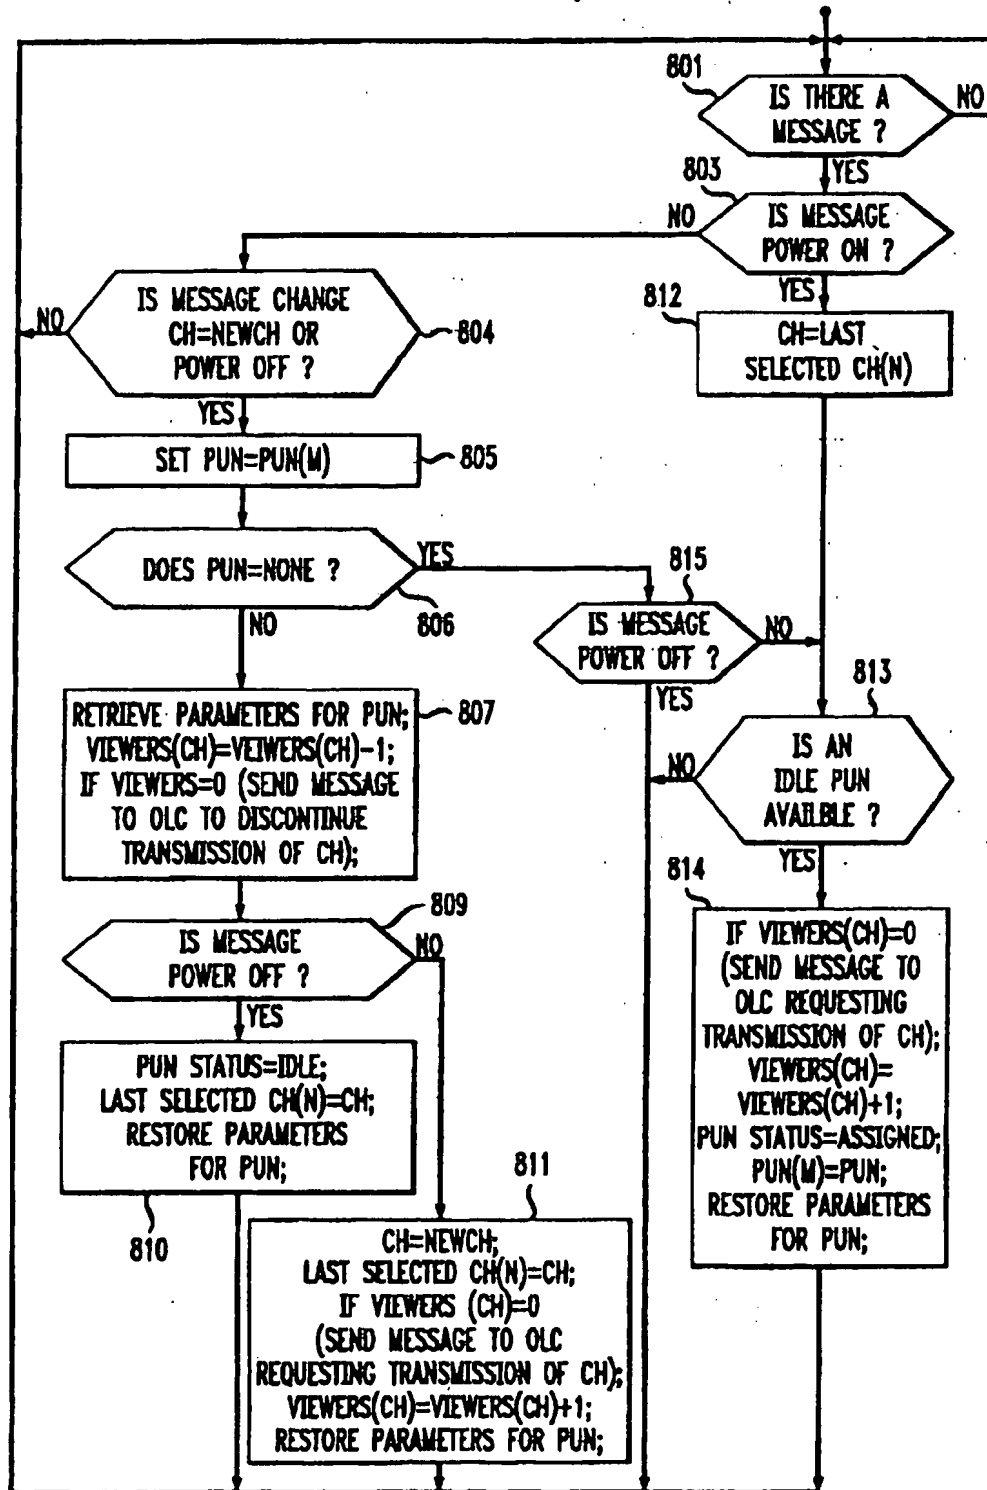 801
IS THERE A
MESSAGE ?
NO
YES
803
IS MESSAGE
POWER ON ?
NO
YES
IS MESSAGE CHANGE
CH=NEWCH OR
POWER OFF ?
804
NO
YES
812
CH=LAST
SELECTED CH(N)
SET PUN=PUN(M)
805
DOES PUN=NONE ?
YES
806
NO
815
IS MESSAGE
POWER OFF ?
NO
YES
813
IS AN
IDLE PUN
AVAILBLE ?
NO
YES
RETRIEVE PARAMETERS FOR PUN;
VIEWERS(CH)=VEIWERS(CH)-1;
IF VIEWERS=0 (SEND MESSAGE
TO OLC TO DISCONTINUE
TRANSMISSION OF CH);
807
809
IS MESSAGE
POWER OFF ?
NO
YES
814
IF VIEWERS(CH)=0
(SEND MESSAGE TO
OLC REQUESTING
TRANSMISSION OF CH);
VIEWERS(CH)=
VIEWERS(CH)+1;
PUN STATUS=ASSIGNED;
PUN(M)=PUN;
RESTORE PARAMETERS
FOR PUN;
PUN STATUS=IDLE;
LAST SELECTED CH(N)=CH;
RESTORE PARAMETERS
FOR PUN;
810
811
CH=NEWCH;
LAST SELECTED CH(N)=CH;
IF VIEWERS (CH)=0
(SEND MESSAGE TO OLC
REQUESTING TRANSMISSION OF CH);
VIEWERS(CH)=VIEWERS(CH)+1;
RESTORE PARAMETERS FOR PUN;